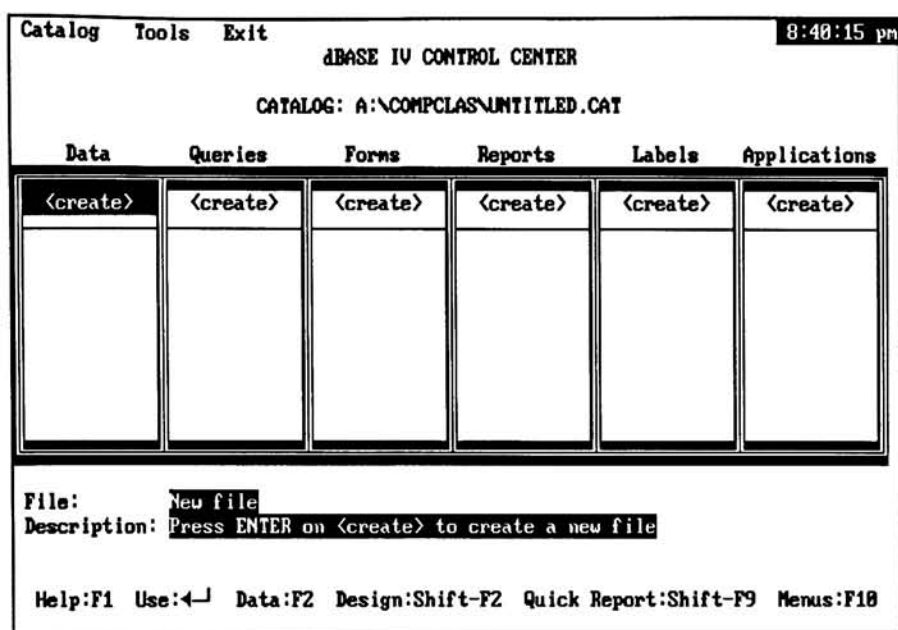 Catalog Tools Exit 8:40:15 pm
dBASE IV CONTROL CENTER
CATALOG: A:\COMPCLAS\UNTITLED.CAT
Data Queries Forms Reports Labels Applications
<create> <create> <create> <create> <create> <create>
File: New file
Description: Press ENTER on <create> to create a new file
Help:F1 Use:◄┘ Data:F2 Design:Shift-F2 Quick Report:Shift-F9 Menus:F10